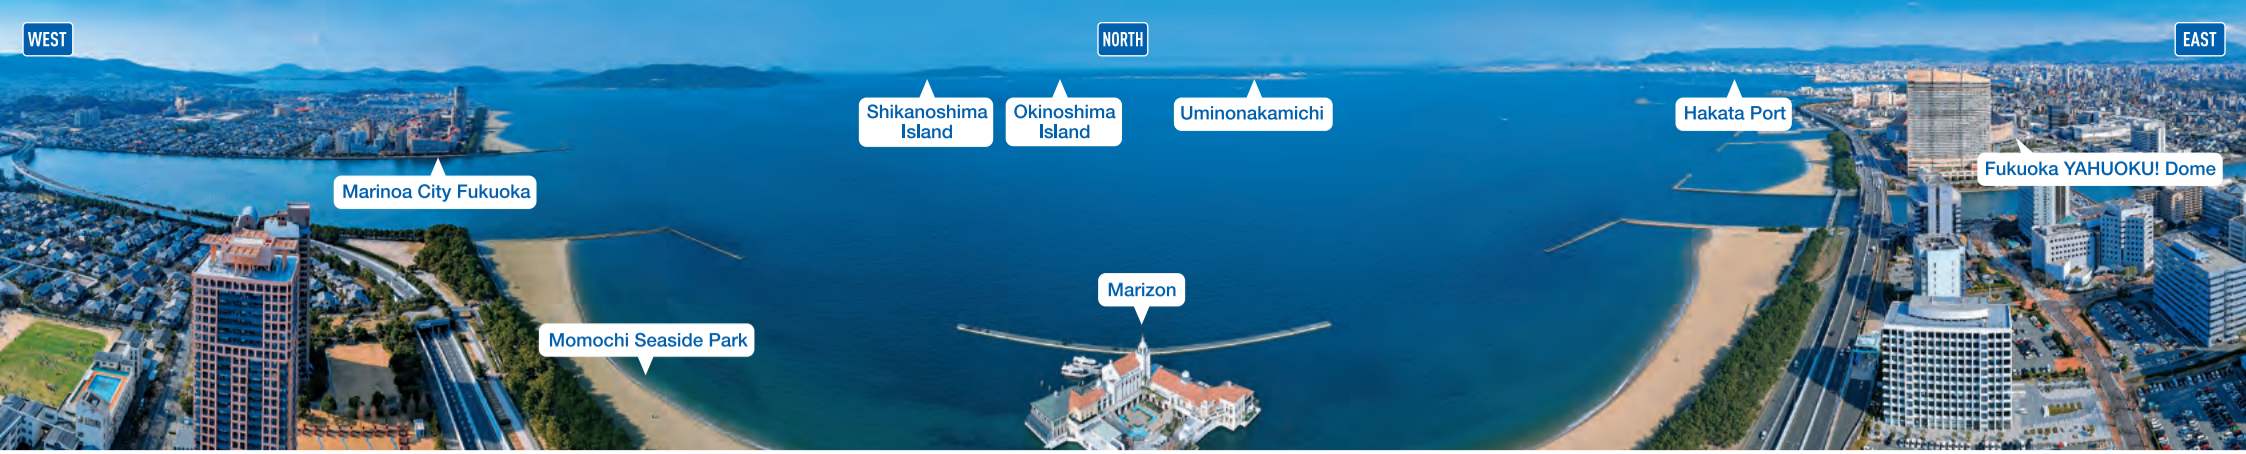 WEST
NORTH
EAST
Shikanoshima
Island
Okinoshima
Island
Uminonakamichi
Hakata Port
Fukuoka YAHUOKU! Dome
Marinoa City Fukuoka
Marizon
Momochi Seaside Park